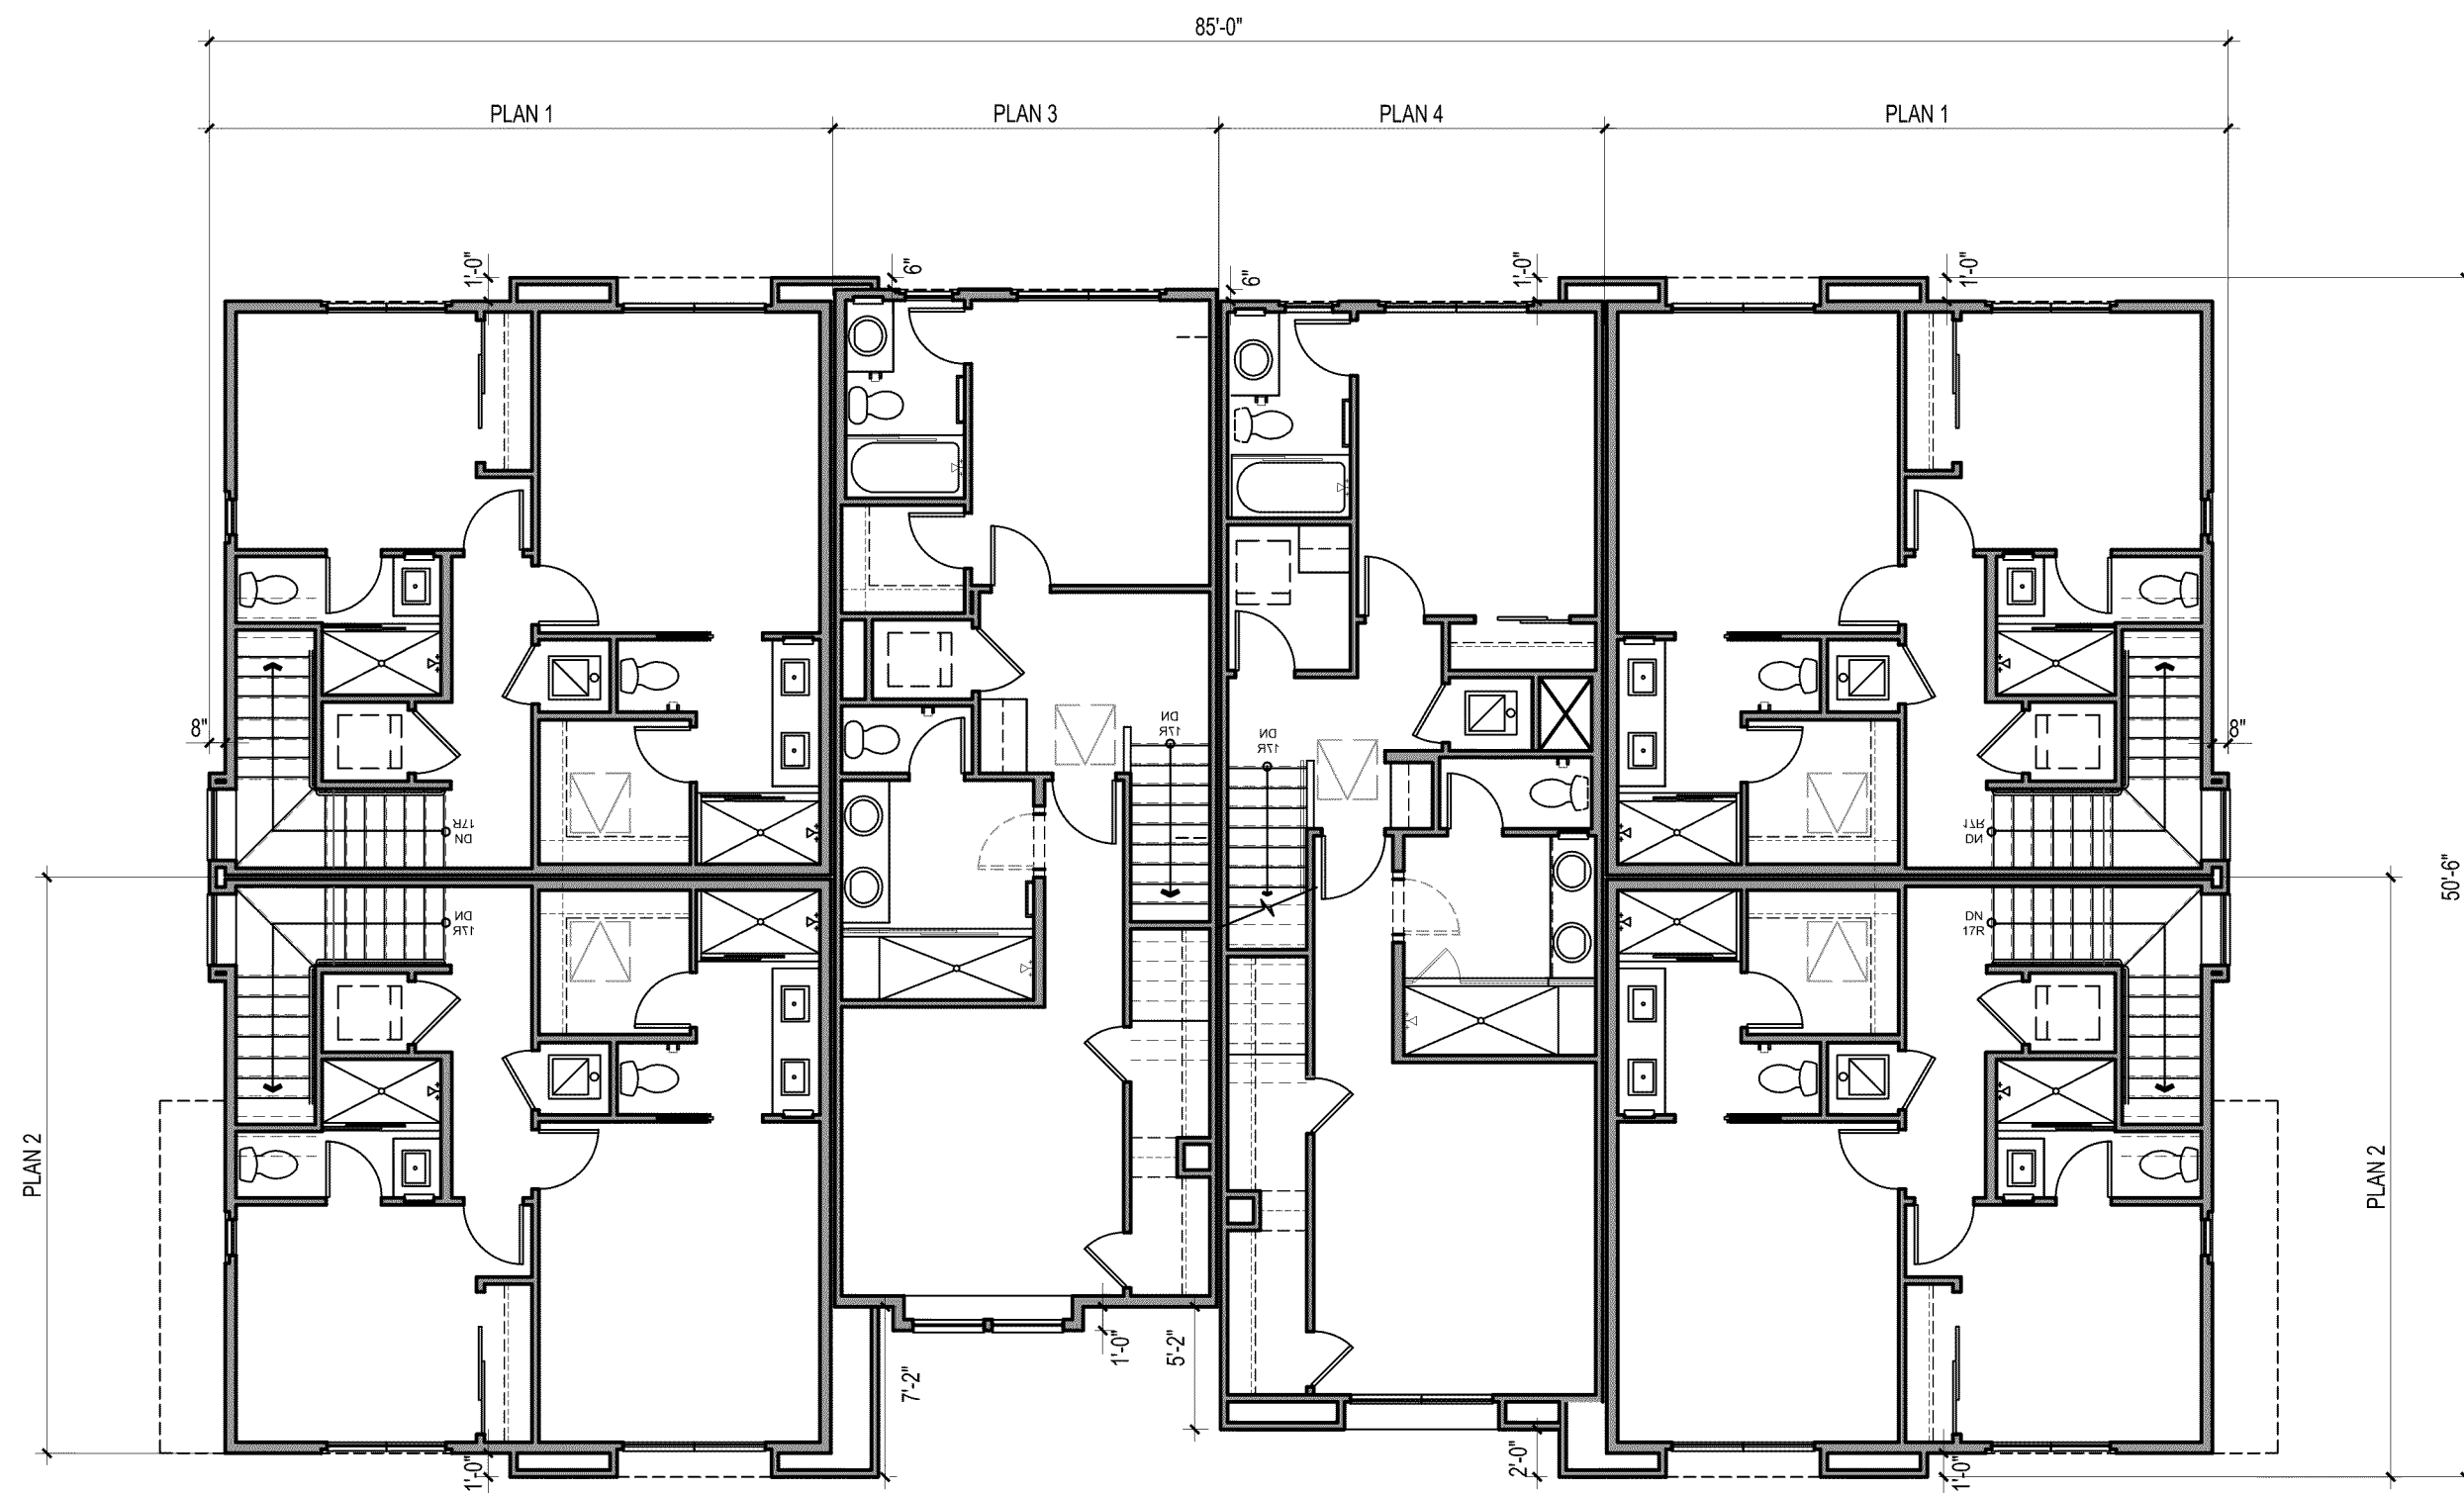 85'-0"
PLAN 1
PLAN 3
PLAN 4
PLAN 1
1'-0"
6"
6"
1'-0"
1'-0"
8"
DN
17R
DN
17R
8"
17R
DN
17R
DN
50'-6"
DN
17R
DN
17R
PLAN 2
PLAN 2
1'-0"
5'-2"
7'-2"
1'-0"
2'-0"
1'-0"